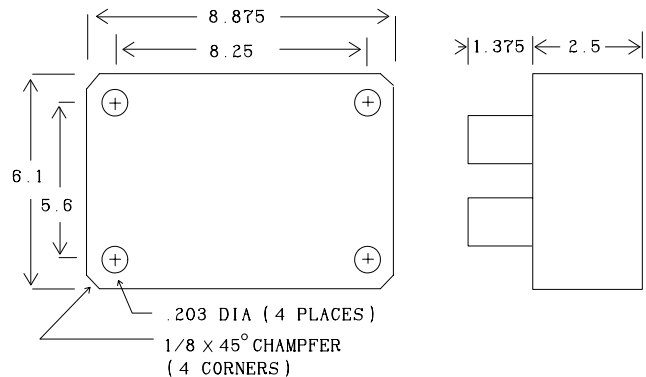 8.875
8.25
1.375
2.5
6.1
5.6
.203 DIA (4 PLACES)
1/8 X 45° CHAMPFER
(4 CORNERS)